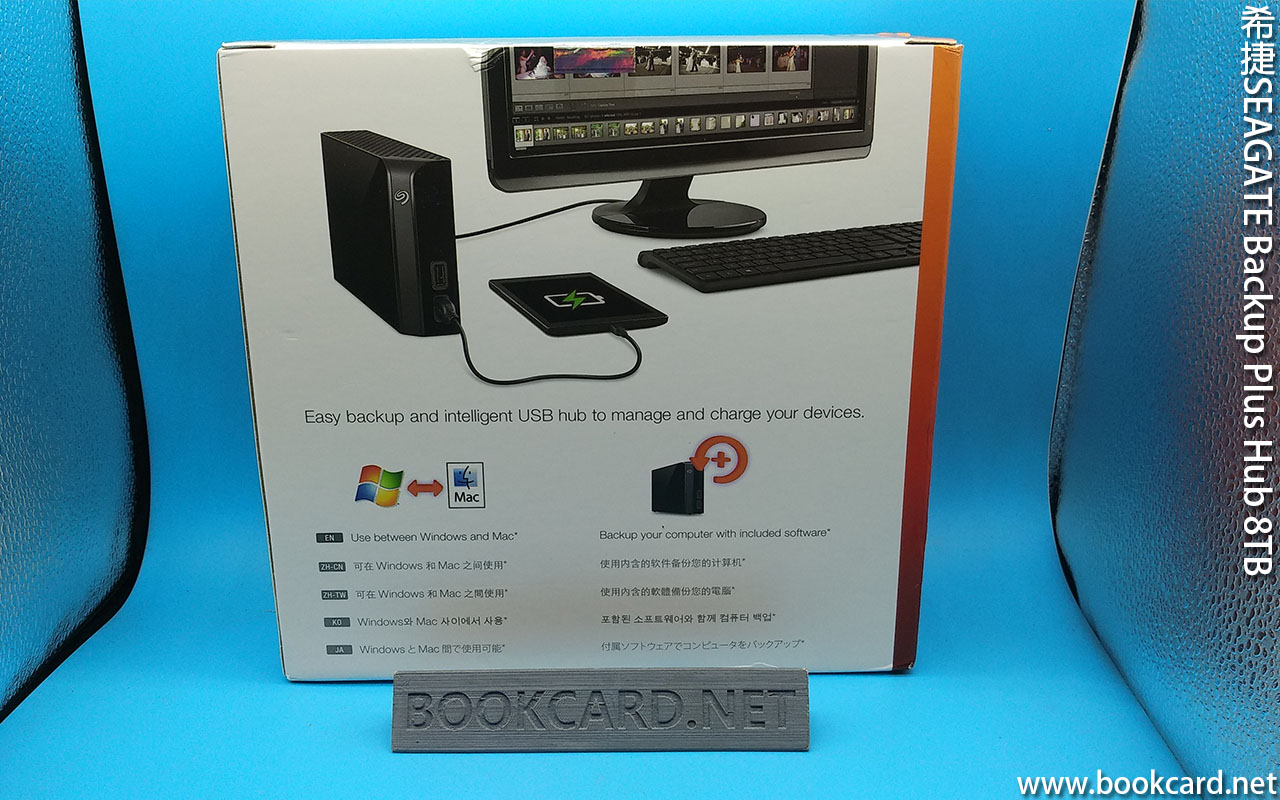 Easy backup and intelligent USB hub to manage and charge your devices.
Mac
EN Use between Windows and Mac*
ZH-CN 可在 Windows 和 Mac 之间使用*
ZH-TW 可在 Windows 和 Mac 之間使用*
KO Windows와 Mac 사이에서 사용*
JA Windows と Mac 間で使用可能*
Backup your computer with included software*
使用内含的软件备份您的计算机*
使用內含的軟體備份您的電腦*
포함된 소프트웨어와 함께 컴퓨터 백업*
付属ソフトウェアでコンピュータをバックアップ*
BOOKCARD.NET
希捷SEAGATE Backup Plus Hub 8TB
www.bookcard.net